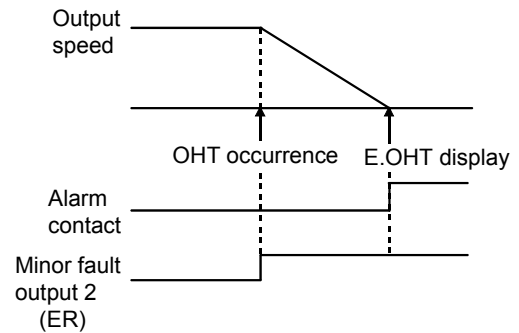 Output
speed
OHT occurrence E.OHT display
Alarm
contact
Minor fault
output 2
(ER)